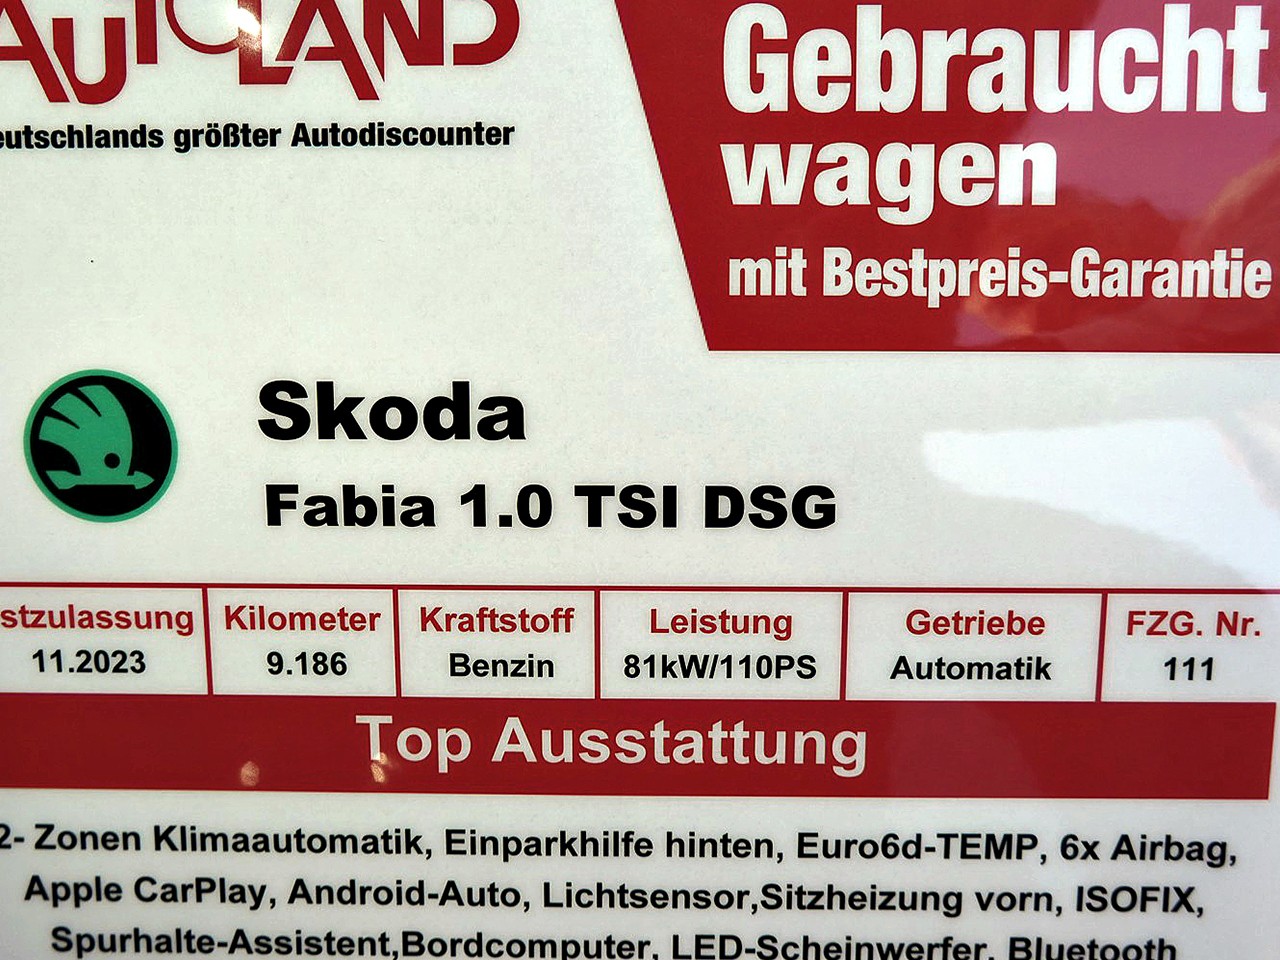 AUTOLAND
eutschlands größter Autodiscounter
Gebraucht
wagen
mit Bestpreis-Garantie
Skoda
Fabia 1.0 TSI DSG
stzulassung Kilometer Kraftstoff Leistung Getriebe FZG. Nr.
11.2023 9.186 Benzin 81kW/110PS Automatik 111
Top Ausstattung
2- Zonen Klimaautomatik, Einparkhilfe hinten, Euro6d-TEMP, 6x Airbag,
Apple CarPlay, Android-Auto, Lichtsensor,Sitzheizung vorn, ISOFIX,
Spurhalte-Assistent,Bordcomputer, LED-Scheinwerfer, Bluetooth